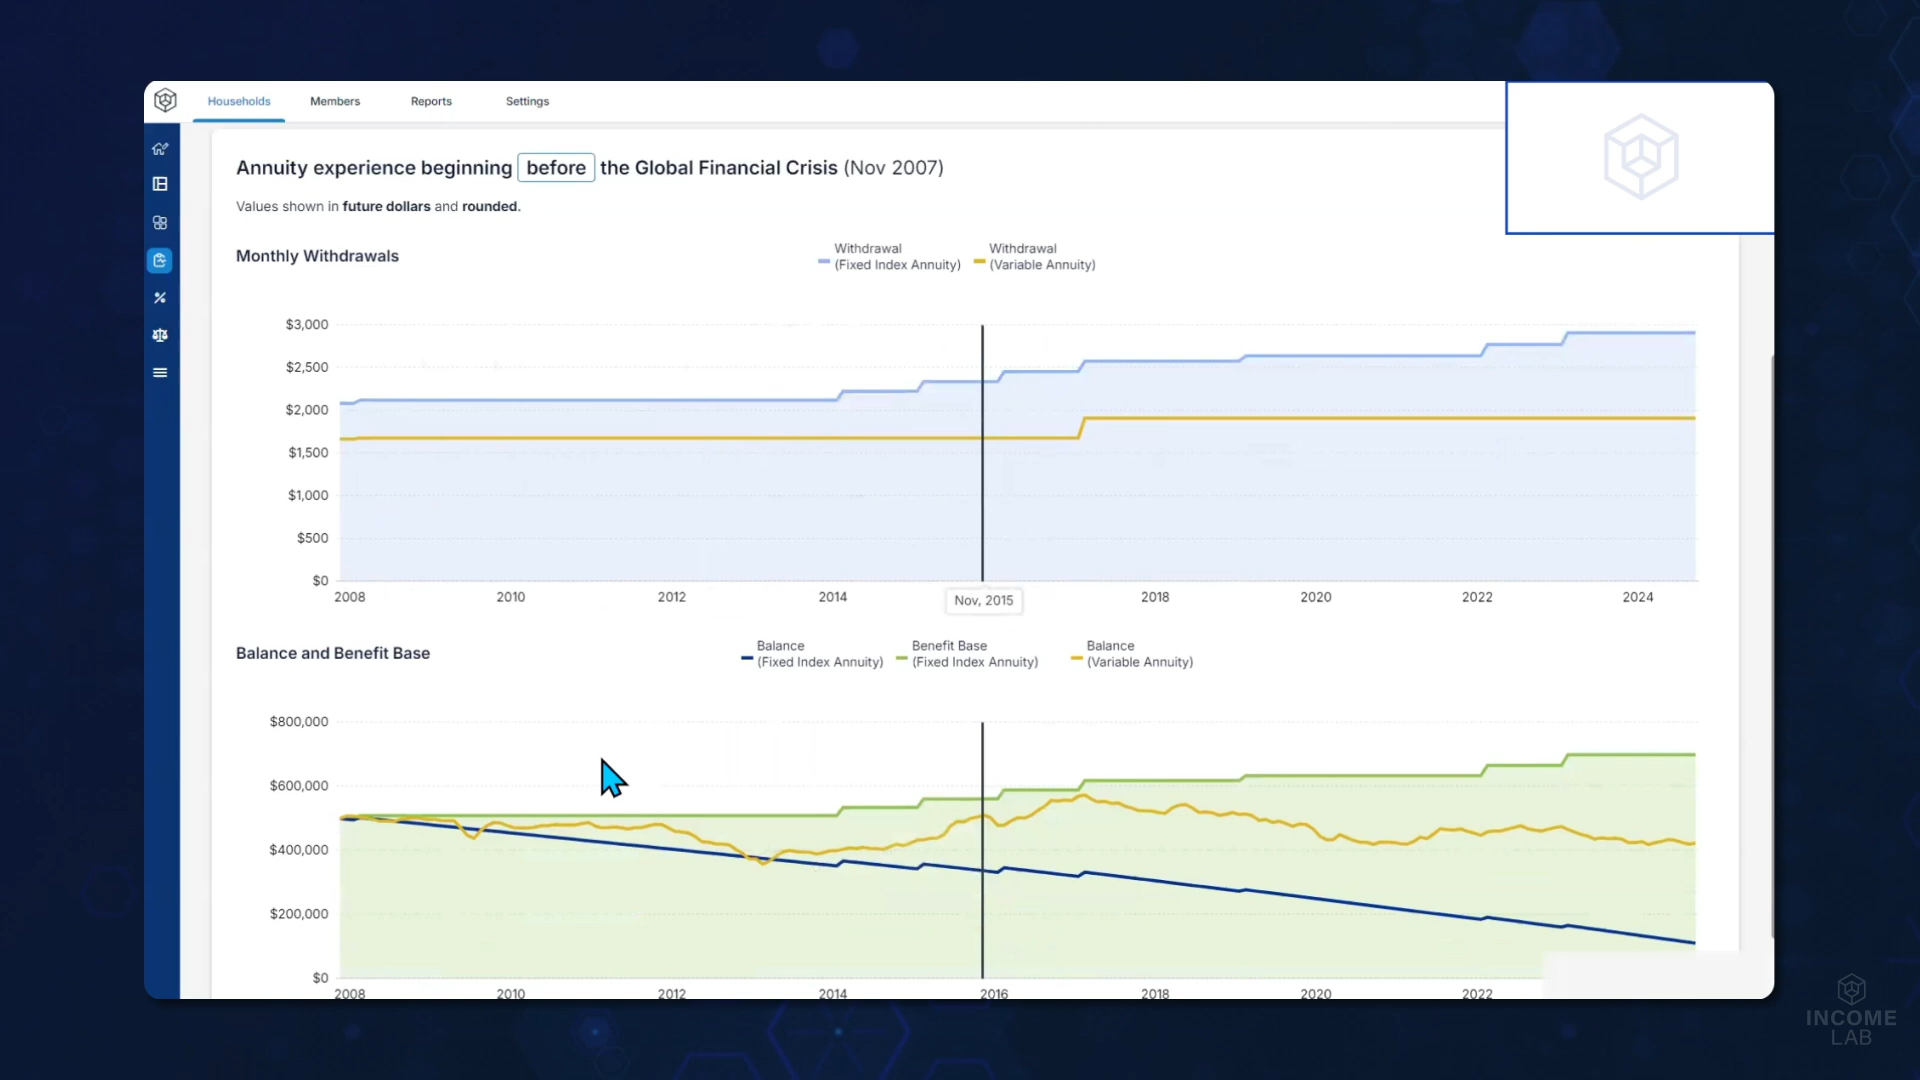 Households Members Reports Settings
Annuity experience beginning before the Global Financial Crisis (Nov 2007)
Values shown in future dollars and rounded.
Monthly Withdrawals
Withdrawal
(Fixed Index Annuity)
Withdrawal
(Variable Annuity)
$3,000
$2,500
$2,000
$1,500
$1,000
$500
$0
2008 2010 2012 2014 Nov, 2015 2018 2020 2022 2024
Balance and Benefit Base
Balance
(Fixed Index Annuity)
Benefit Base
(Fixed Index Annuity)
Balance
(Variable Annuity)
$800,000
$600,000
$400,000
$200,000
$0
2008 2010 2012 2014 2016 2018 2020 2022
INCOME
LAB